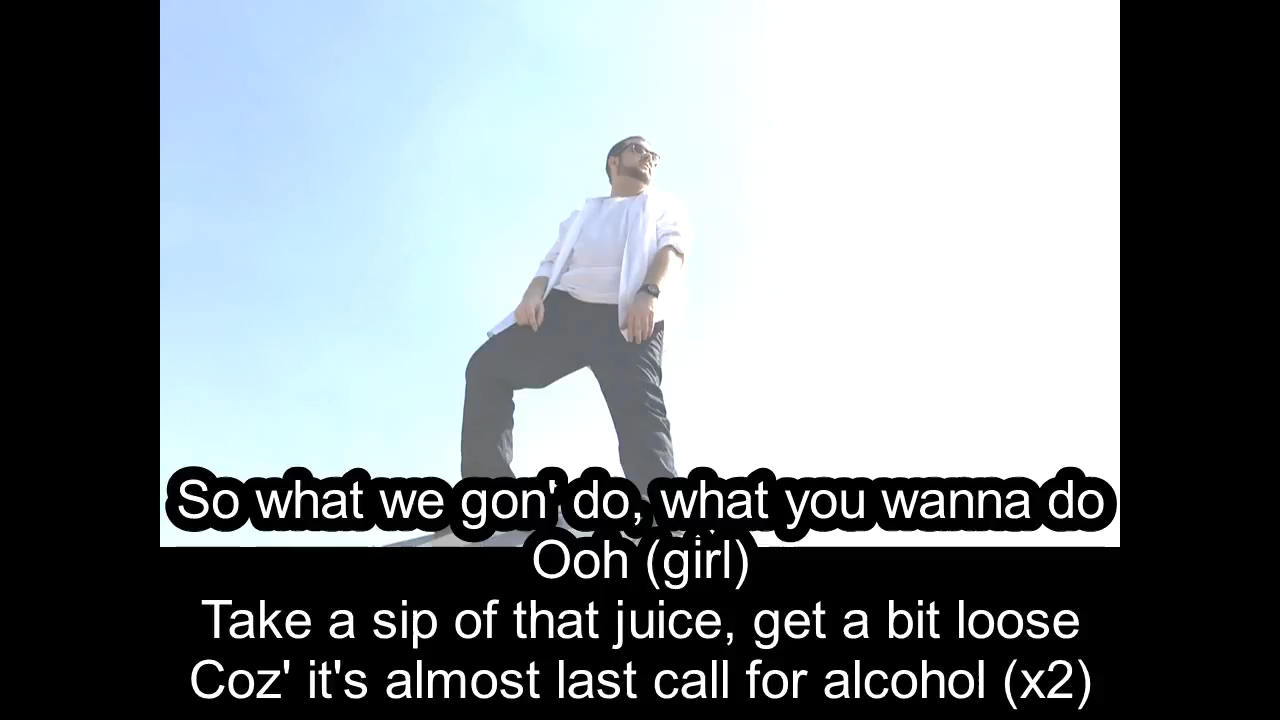 So what we gon' do, what you wanna do
Ooh (girl)
Take a sip of that juice, get a bit loose
Coz' it's almost last call for alcohol (x2)